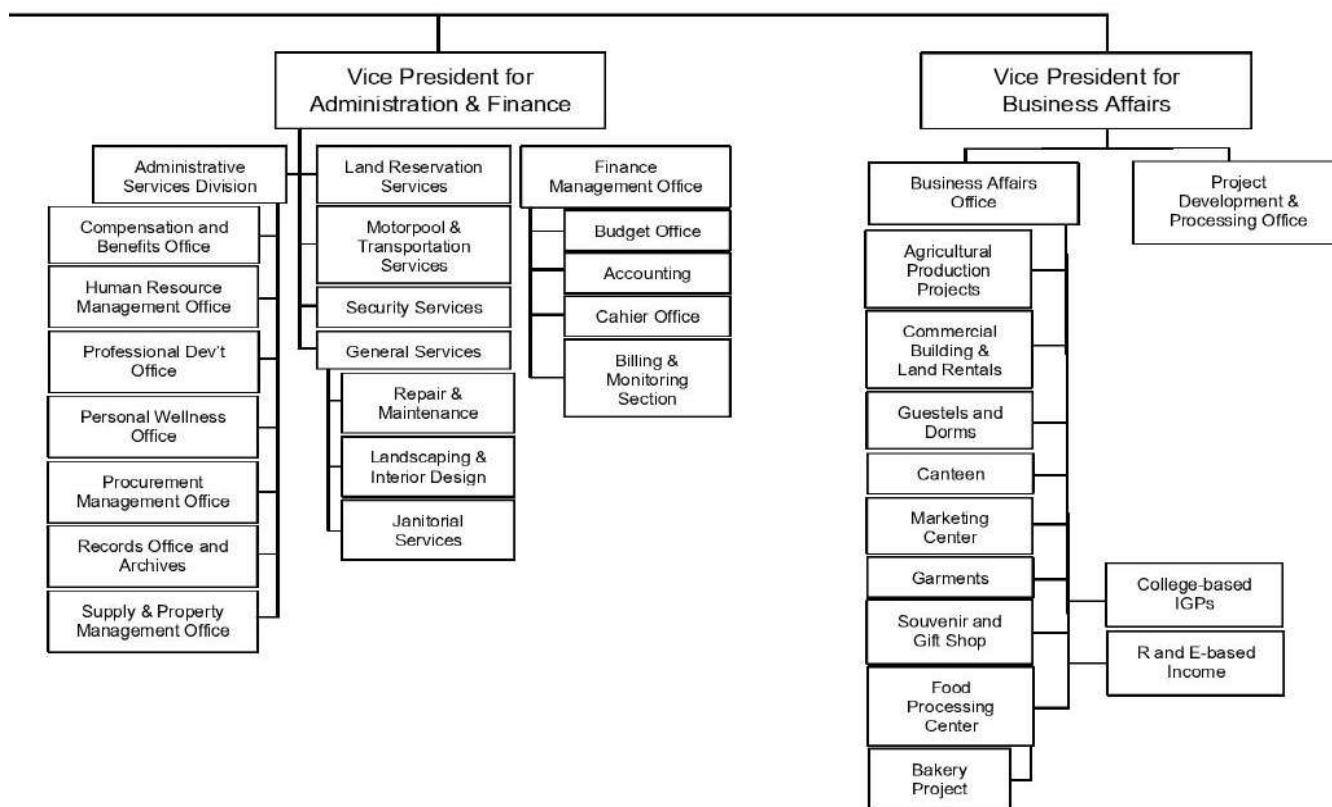 Vice President for
Administration & Finance
Administrative
Services Division
Compensation and
Benefits Office
Human Resource
Management Office
Professional Dev't
Office
Personal Wellness
Office
Procurement
Management Office
Records Office and
Archives
Supply & Property
Management Office
Land Reservation
Services
Motorpool &
Transportation
Services
Security Services
General Services
Repair &
Maintenance
Landscaping &
Interior Design
Janitorial
Services
Finance
Management Office
Budget Office
Accounting
Cahier Office
Billing &
Monitoring
Section
Vice President for
Business Affairs
Business Affairs
Office
Agricultural
Production
Projects
Commercial
Building &
Land Rentals
Guestels and
Dorms
Canteen
Marketing
Center
Garments
Souvenir and
Gift Shop
Food
Processing
Center
Bakery
Project
College-based
IGPs
R and E-based
Income
Project
Development &
Processing Office